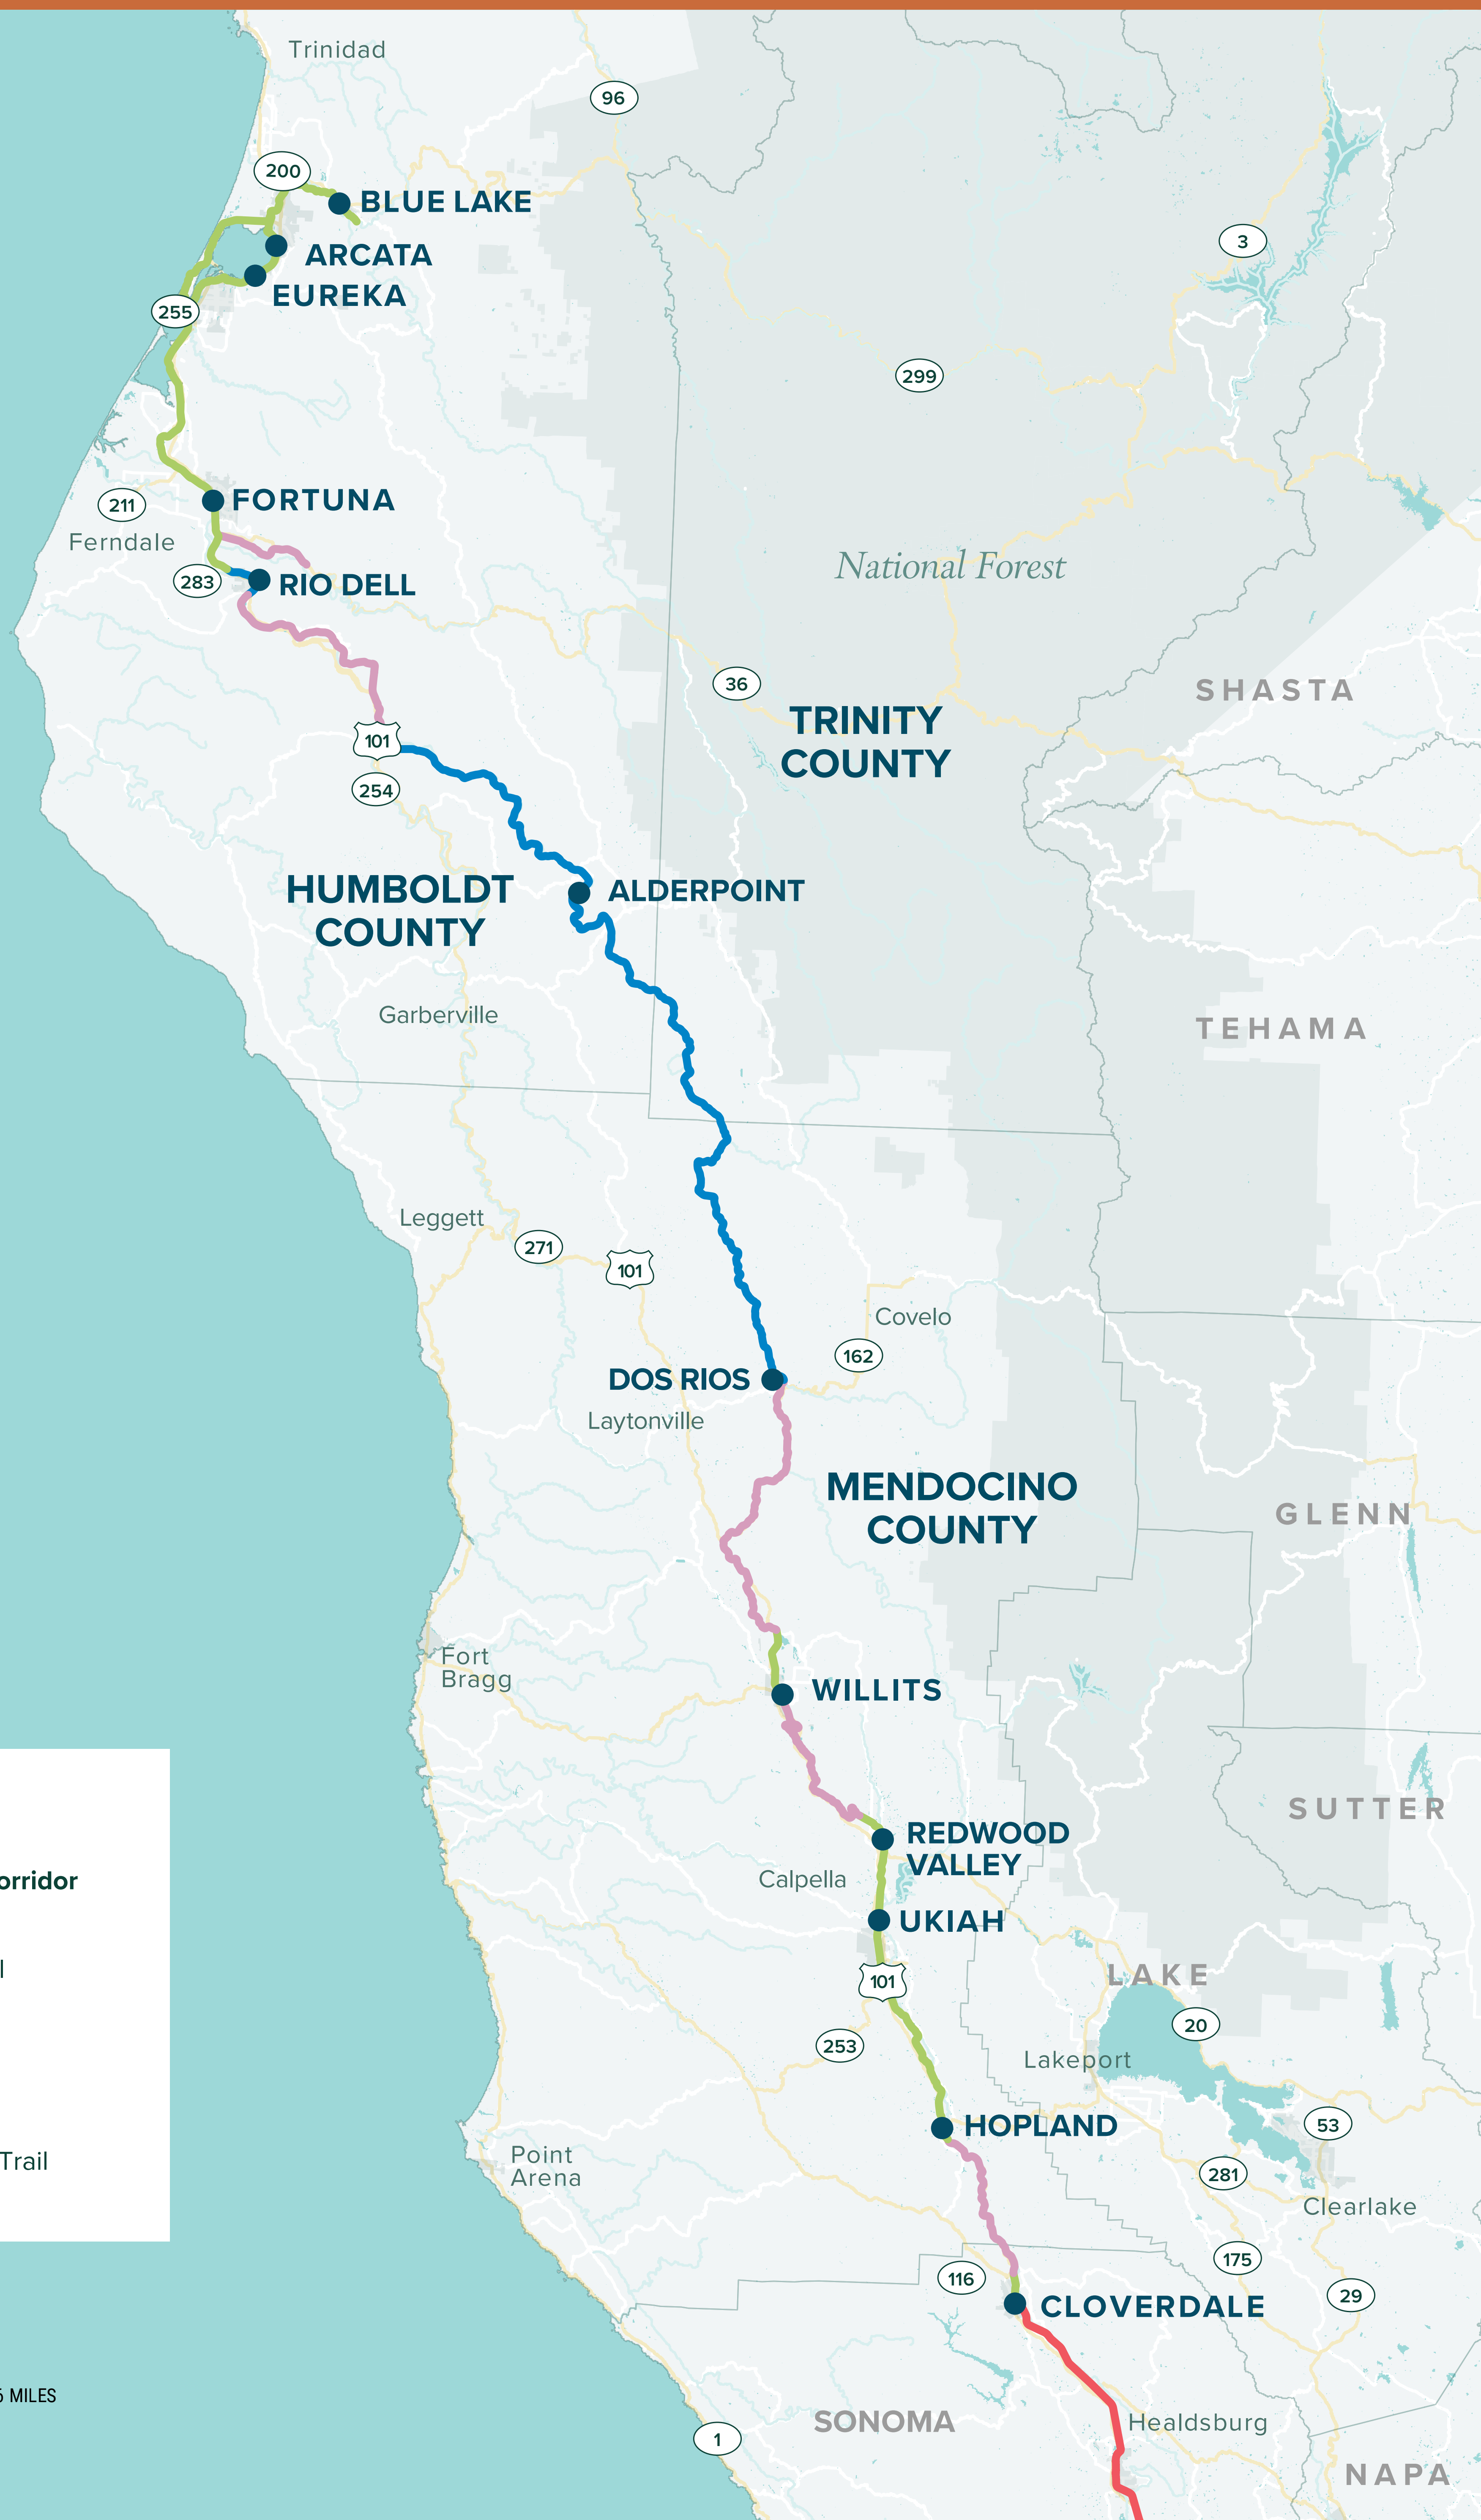 Trinidad
96
200
BLUE LAKE
3
ARCATA
EUREKA
255
299
FORTUNA
211
Ferndale
National Forest
283
RIO DELL
36
SHASTA
TRINITY
COUNTY
101
254
HUMBOLDT
COUNTY
ALDERPOINT
Garberville
TEHAMA
Leggett
271
101
Covelo
162
DOS RIOS
Laytonville
MENDOCINO
COUNTY
GLENN
Fort
Bragg
WILLITS
SUTTER
REDWOOD
VALLEY
orridor
Calpella
UKIAH
l
LAKE
101
20
253
Lakeport
HOPLAND
53
Trail
Point
Arena
281
Clearlake
175
116
29
CLOVERDALE
MILES
SONOMA
Healdsburg
1
NAPA